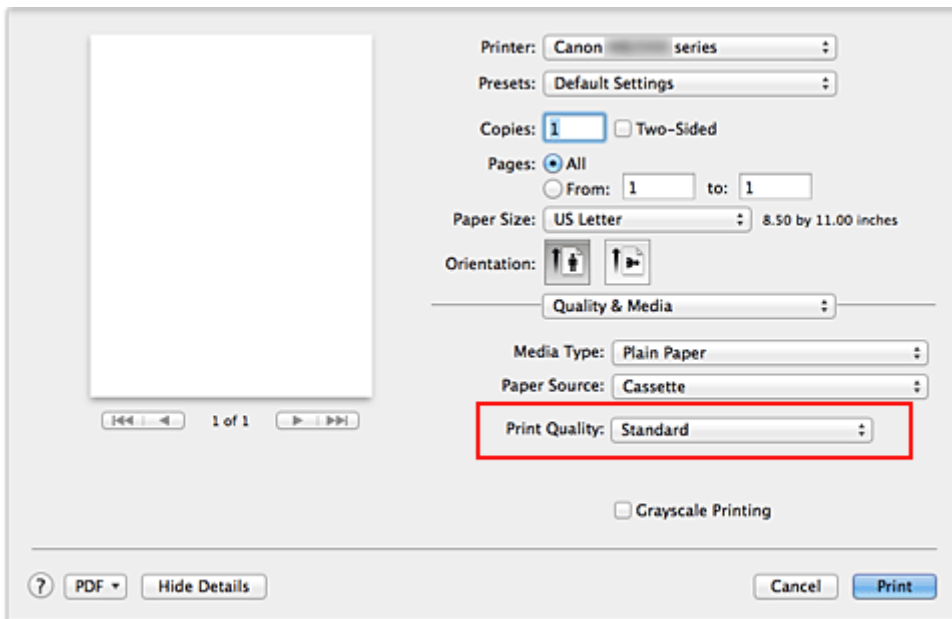 Printer: Canon series
Presets: Default Settings
Copies: 1 Two-Sided
Pages: All
From: 1 to: 1
Paper Size: US Letter 8.50 by 11.00 inches
Orientation:
Quality & Media
Media Type: Plain Paper
Paper Source: Cassette
1 of 1
Print Quality: Standard
Grayscale Printing
? PDF Hide Details Cancel Print